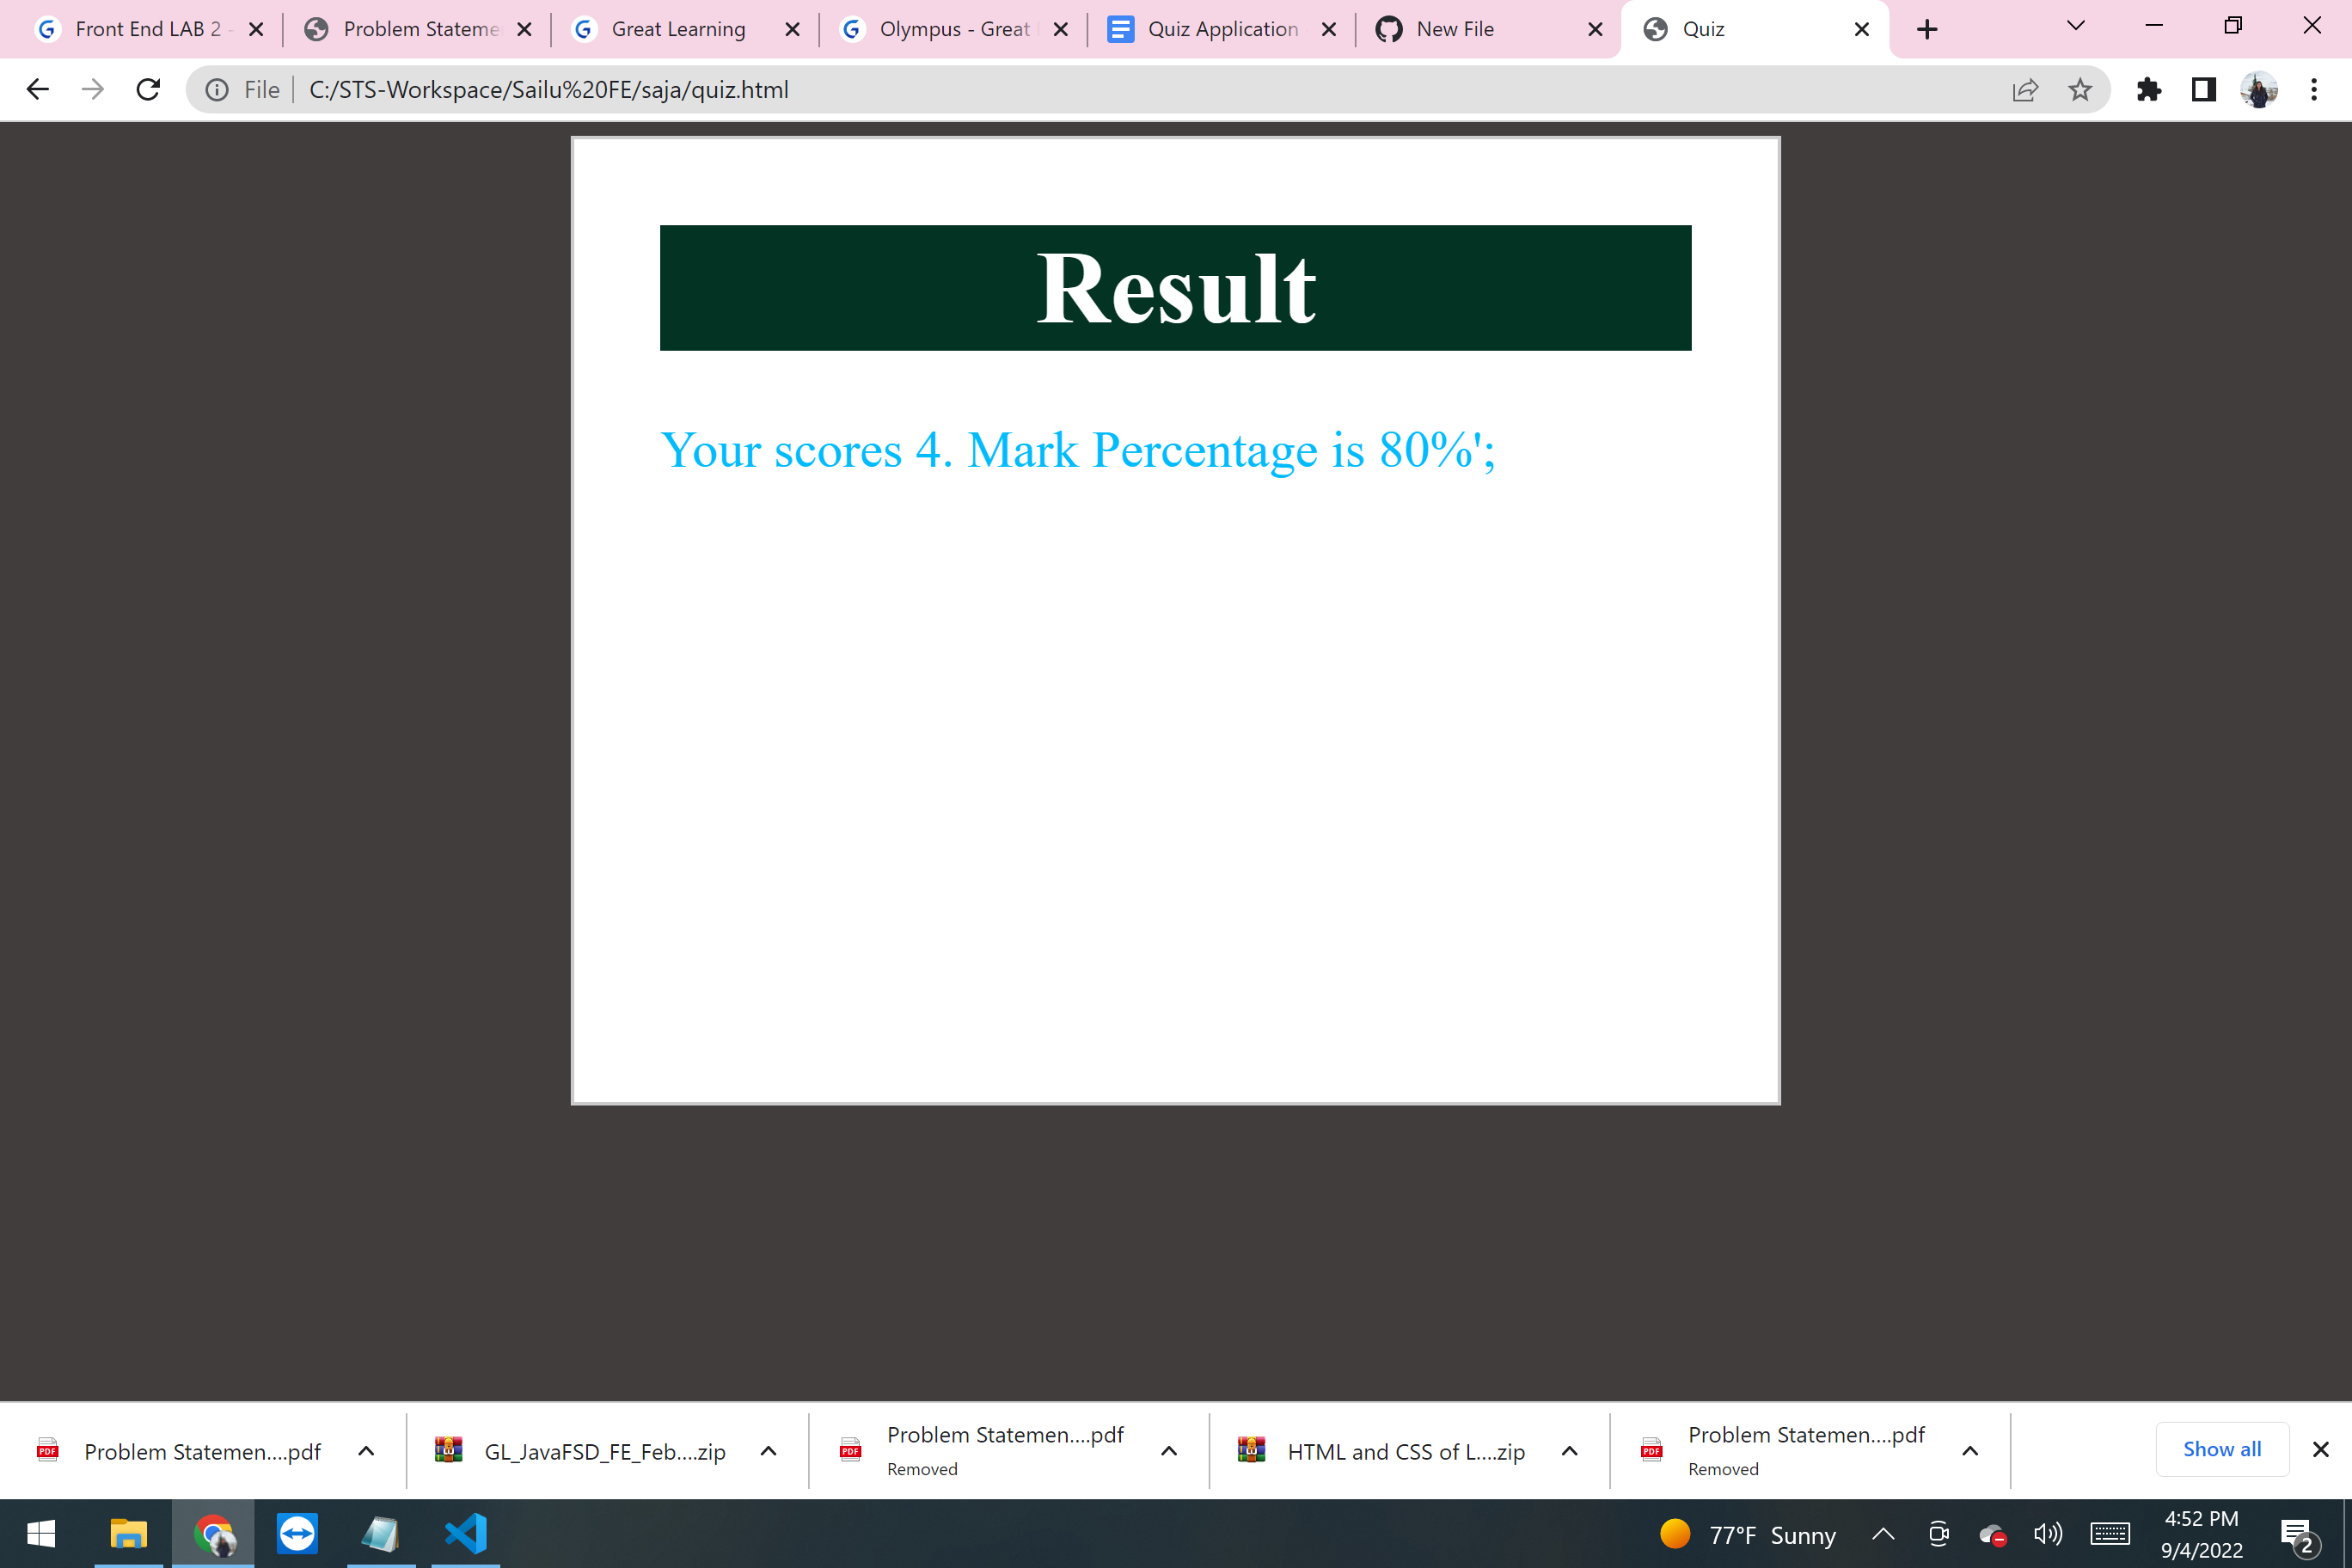 Front End LAB 2 -
Problem Stateme
Great Learning
Olympus - Great
Quiz Application
New File
Quiz
File
C:/STS-Workspace/Sailu%20FE/saja/quiz.html
Result
Your scores 4. Mark Percentage is 80%';
Problem Statemen....pdf
GL_JavaFSD_FE_Feb....zip
Problem Statemen....pdf
Removed
HTML and CSS of L....zip
Problem Statemen....pdf
Removed
Show all
77°F Sunny
4:52 PM
9/4/2022
2